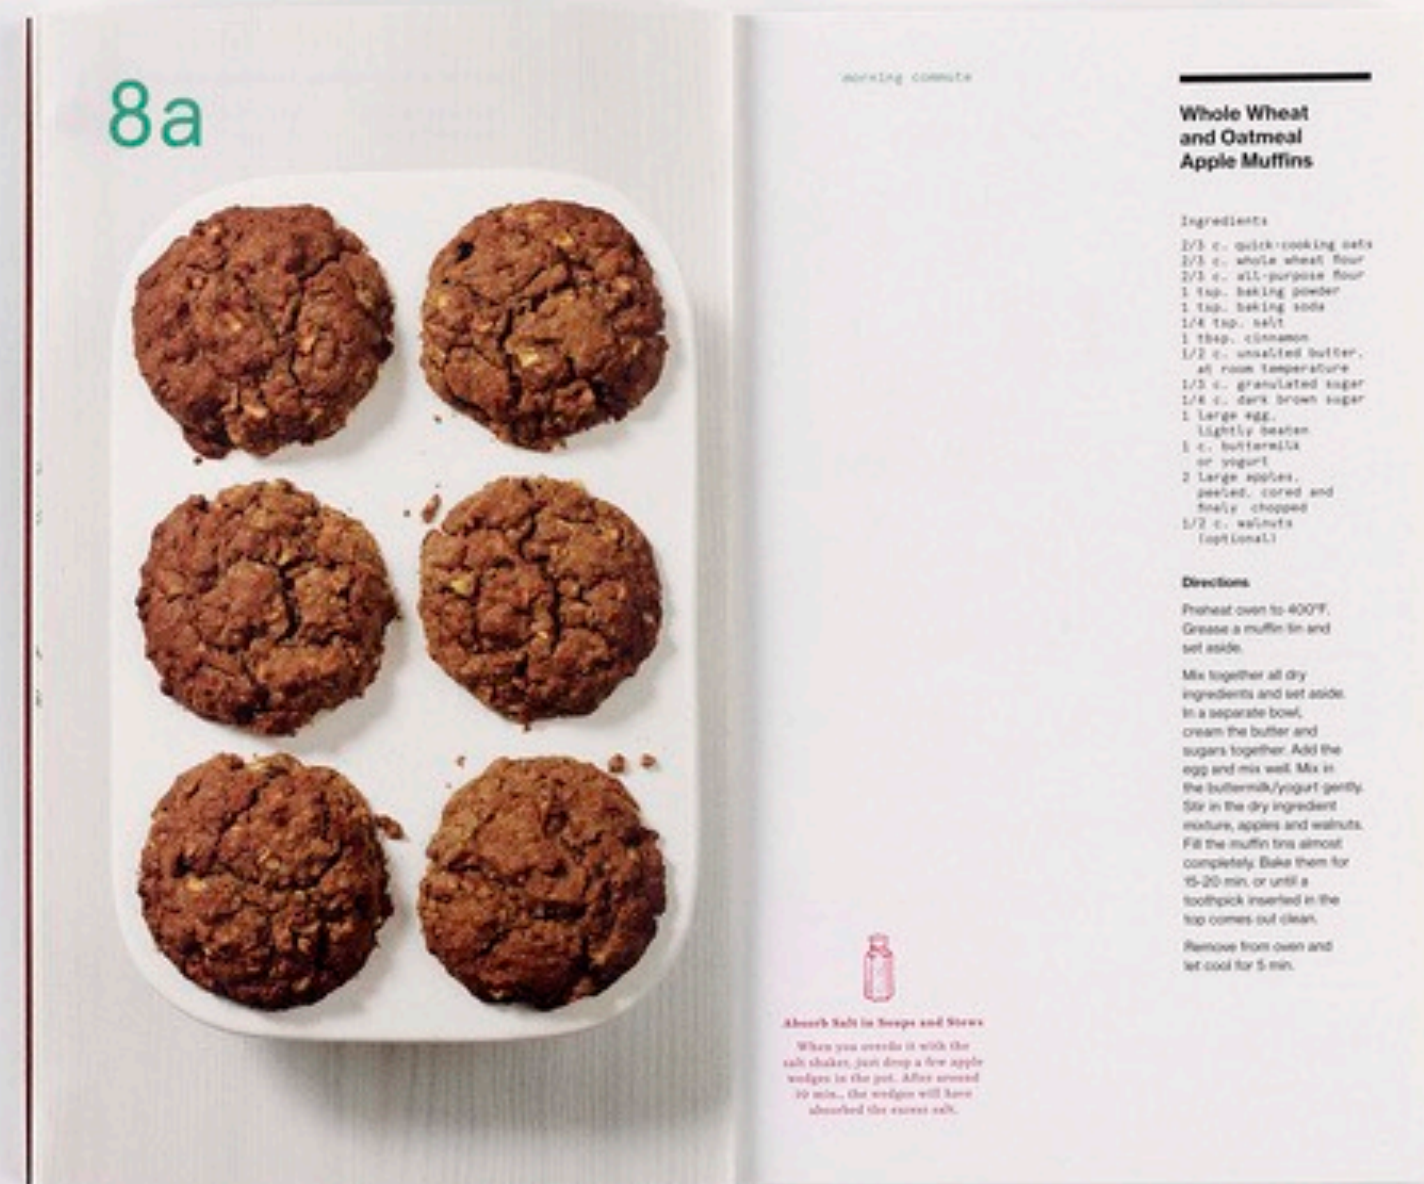 8a
morning commute
Whole Wheat
and Oatmeal
Apple Muffins
Ingredients
2/3 c. quick-cooking oats
2/3 c. whole wheat flour
2/3 c. all-purpose flour
1 tsp. baking powder
1 tsp. baking soda
1/4 tsp. salt
1 tbsp. cinnamon
1/2 c. unsalted butter,
at room temperature
1/3 c. granulated sugar
1/4 c. dark brown sugar
1 large egg,
lightly beaten
1 c. buttermilk
or yogurt
2 large apples,
peeled, cored and
finely chopped
1/2 c. walnuts
(optional)
Directions
Preheat oven to 400°F.
Grease a muffin tin and
set aside.
Mix together all dry
ingredients and set aside.
In a separate bowl,
cream the butter and
sugars together. Add the
egg and mix well. Mix in
the buttermilk/yogurt gently.
Stir in the dry ingredient
mixture, apples and walnuts.
Fill the muffin tins almost
completely. Bake them for
15-20 min. or until a
toothpick inserted in the
top comes out clean.
Remove from oven and
let cool for 5 min.
Absorb Salt in Soups and Stews
When you overdo it with the
salt shaker, just drop a few apple
wedges in the pot. After around
10 min., the wedges will have
absorbed the excess salt.